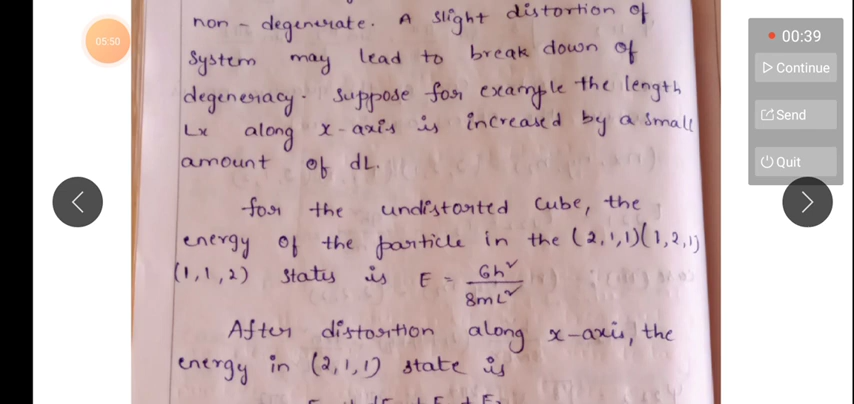 non - degenerate. A slight distortion of
system may lead to break down of
degeneracy. Suppose for example the length
Lx along x-axis is increased by a small
amount of dL.
for the undistorted cube, the
energy of the particle in the (2,1,1)(1,2,1)
(1,1,2) states is E = 6h² / 8mL²
After distortion along x-axis, the
energy in (2,1,1) state is
05:50
00:39
Continue
Send
Quit